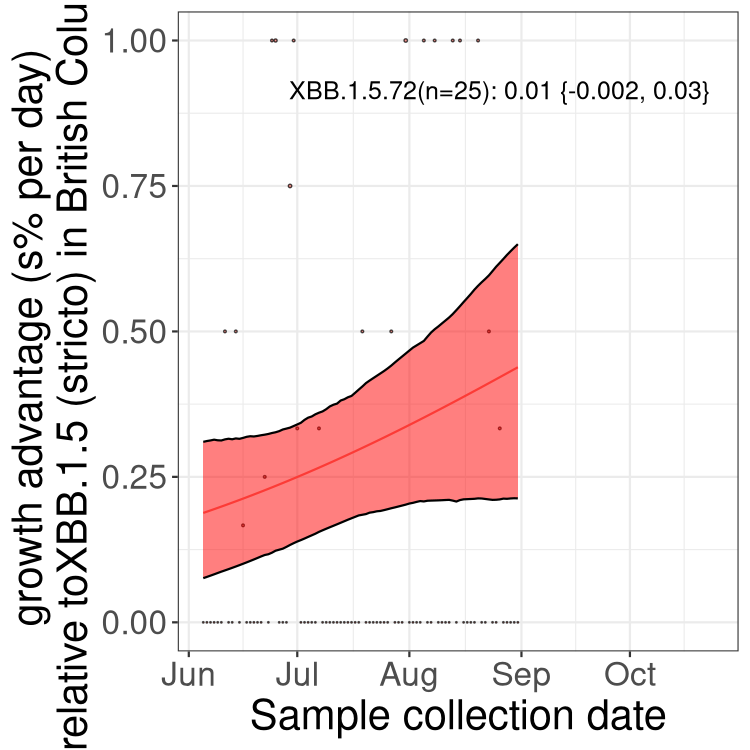 growth advantage (s% per day)
relative toXBB.1.5 (stricto) in British Colu
1.00
0.75
0.50
0.25
0.00
XBB.1.5.72(n=25): 0.01 {-0.002, 0.03}
Jun Jul Aug Sep Oct
Sample collection date